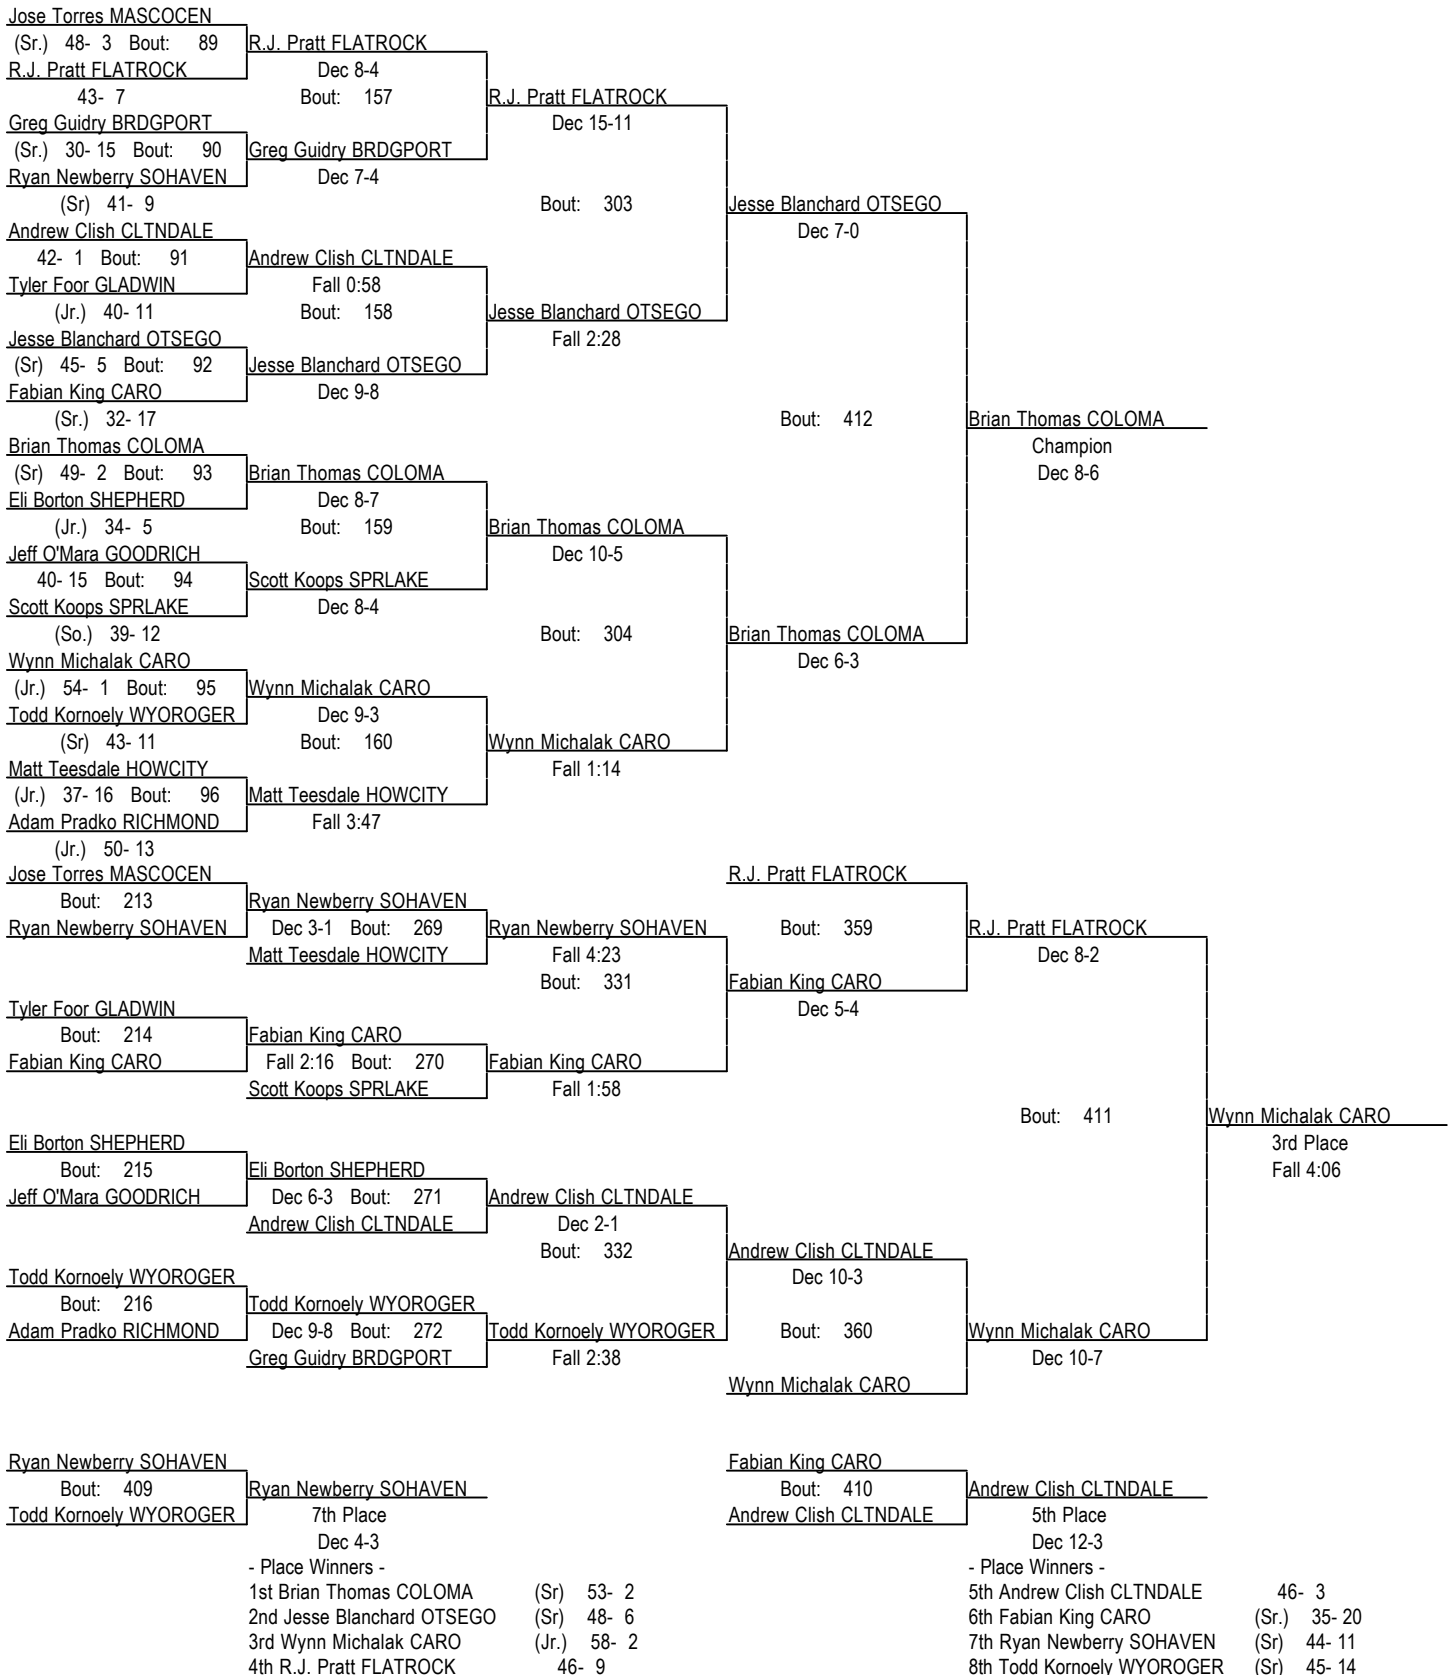 Jose Torres MASCOCEN
(Sr.) 48- 3 Bout: 89 R.J. Pratt FLATROCK
R.J. Pratt FLATROCK Dec 8-4
43- 7 Bout: 157 R.J. Pratt FLATROCK
Greg Guidry BRDGPORT Dec 15-11
(Sr.) 30- 15 Bout: 90 Greg Guidry BRDGPORT
Ryan Newberry SOHAVEN Dec 7-4
(Sr) 41- 9 Bout: 303 Jesse Blanchard OTSEGO
Andrew Clish CLTNDALE Dec 7-0
42- 1 Bout: 91 Andrew Clish CLTNDALE
Tyler Foor GLADWIN Fall 0:58
(Jr.) 40- 11 Bout: 158 Jesse Blanchard OTSEGO
Jesse Blanchard OTSEGO Fall 2:28
(Sr) 45- 5 Bout: 92 Jesse Blanchard OTSEGO
Fabian King CARO Dec 9-8
(Sr.) 32- 17 Bout: 412 Brian Thomas COLOMA
Brian Thomas COLOMA Champion
(Sr) 49- 2 Bout: 93 Brian Thomas COLOMA Dec 8-6
Eli Borton SHEPHERD Dec 8-7
(Jr.) 34- 5 Bout: 159 Brian Thomas COLOMA
Jeff O'Mara GOODRICH Dec 10-5
40- 15 Bout: 94 Scott Koops SPRLAKE
Scott Koops SPRLAKE Dec 8-4
(So.) 39- 12 Bout: 304 Brian Thomas COLOMA
Wynn Michalak CARO Dec 6-3
(Jr.) 54- 1 Bout: 95 Wynn Michalak CARO
Todd Kornoely WYOROGER Dec 9-3
(Sr) 43- 11 Bout: 160 Wynn Michalak CARO
Matt Teesdale HOWCITY Fall 1:14
(Jr.) 37- 16 Bout: 96 Matt Teesdale HOWCITY
Adam Pradko RICHMOND Fall 3:47
(Jr.) 50- 13
Jose Torres MASCOCEN R.J. Pratt FLATROCK
Bout: 213 Ryan Newberry SOHAVEN
Ryan Newberry SOHAVEN Dec 3-1 Bout: 269 Ryan Newberry SOHAVEN Bout: 359 R.J. Pratt FLATROCK
Matt Teesdale HOWCITY Fall 4:23 Dec 8-2
Bout: 331 Fabian King CARO
Tyler Foor GLADWIN Dec 5-4
Bout: 214 Fabian King CARO
Fabian King CARO Fall 2:16 Bout: 270 Fabian King CARO
Scott Koops SPRLAKE Fall 1:58
Bout: 411 Wynn Michalak CARO
Eli Borton SHEPHERD 3rd Place
Bout: 215 Eli Borton SHEPHERD Fall 4:06
Jeff O'Mara GOODRICH Dec 6-3 Bout: 271 Andrew Clish CLTNDALE
Andrew Clish CLTNDALE Dec 2-1
Bout: 332 Andrew Clish CLTNDALE
Todd Kornoely WYOROGER Dec 10-3
Bout: 216 Todd Kornoely WYOROGER
Adam Pradko RICHMOND Dec 9-8 Bout: 272 Todd Kornoely WYOROGER Bout: 360 Wynn Michalak CARO
Greg Guidry BRDGPORT Fall 2:38 Dec 10-7
Wynn Michalak CARO
Ryan Newberry SOHAVEN Fabian King CARO
Bout: 409 Ryan Newberry SOHAVEN Bout: 410 Andrew Clish CLTNDALE
Todd Kornoely WYOROGER 7th Place Andrew Clish CLTNDALE 5th Place
Dec 4-3 Dec 12-3
- Place Winners - - Place Winners -
1st Brian Thomas COLOMA (Sr) 53- 2 5th Andrew Clish CLTNDALE 46- 3
2nd Jesse Blanchard OTSEGO (Sr) 48- 6 6th Fabian King CARO (Sr.) 35- 20
3rd Wynn Michalak CARO (Jr.) 58- 2 7th Ryan Newberry SOHAVEN (Sr) 44- 11
4th R.J. Pratt FLATROCK 46- 9 8th Todd Kornoely WYOROGER (Sr) 45- 14